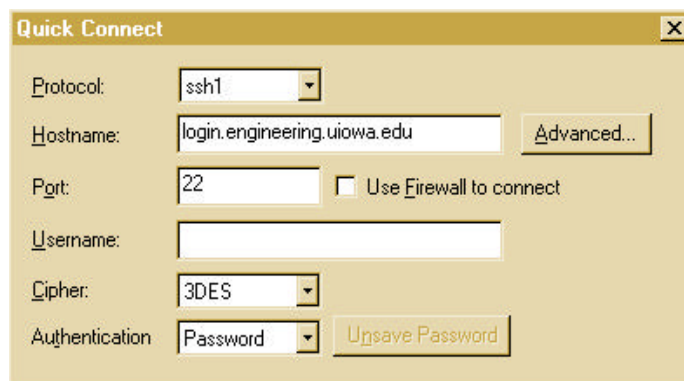 Quick Connect
Protocol: ssh1
Hostname: login.engineering.uiowa.edu Advanced...
Port: 22 Use Firewall to connect
Username:
Cipher: 3DES
Authentication Password Unsave Password